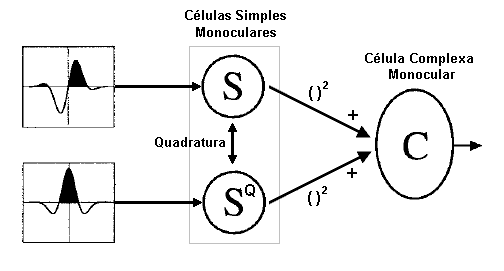 Células Simples
Monoculares
Célula Complexa
Monocular
S
( )²
+
Quadratura
C
S^Q
( )²
+